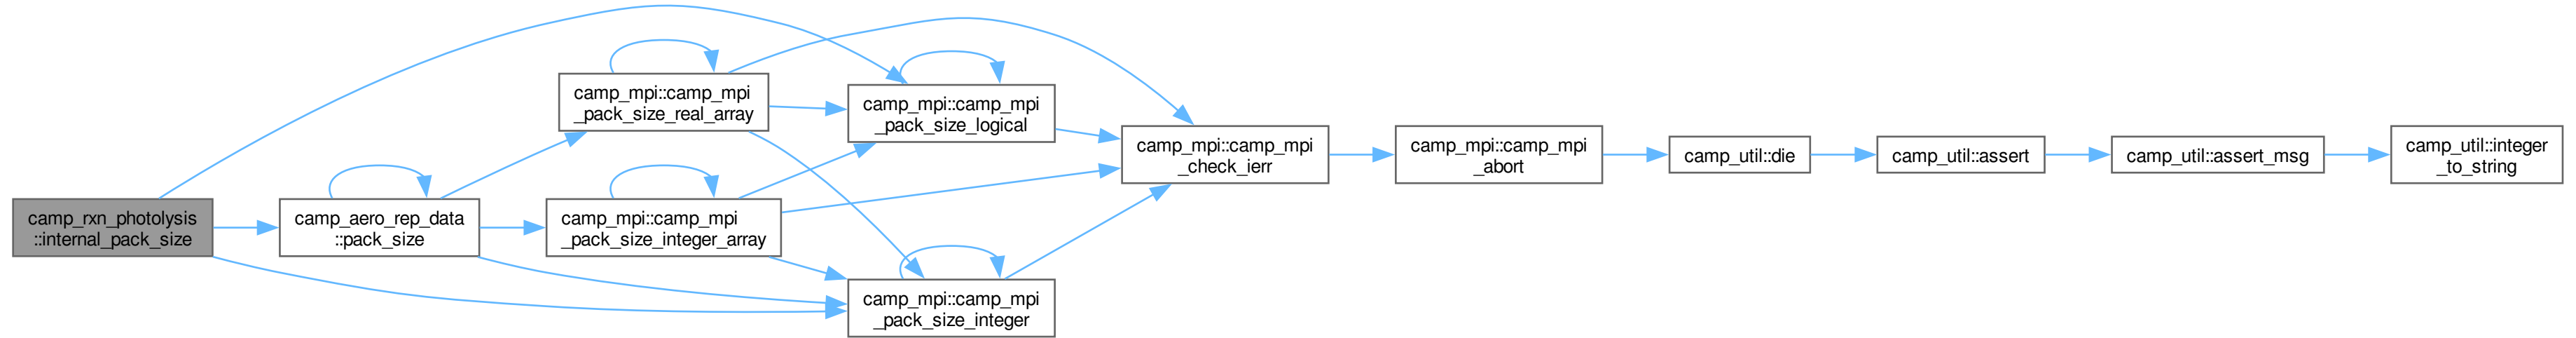 camp_rxn_photolysis
::internal_pack_size
camp_aero_rep_data
::pack_size
camp_mpi::camp_mpi
_pack_size_real_array
camp_mpi::camp_mpi
_pack_size_integer_array
camp_mpi::camp_mpi
_pack_size_logical
camp_mpi::camp_mpi
_pack_size_integer
camp_mpi::camp_mpi
_check_ierr
camp_mpi::camp_mpi
_abort
camp_util::die
camp_util::assert
camp_util::assert_msg
camp_util::integer
_to_string